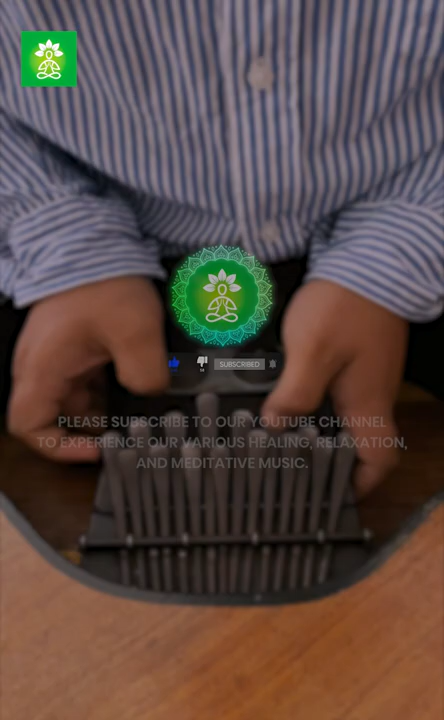 SUBSCRIBED
PLEASE SUBSCRIBE TO OUR YOUTUBE CHANNEL
TO EXPERIENCE OUR VARIOUS HEALING, RELAXATION,
AND MEDITATIVE MUSIC.